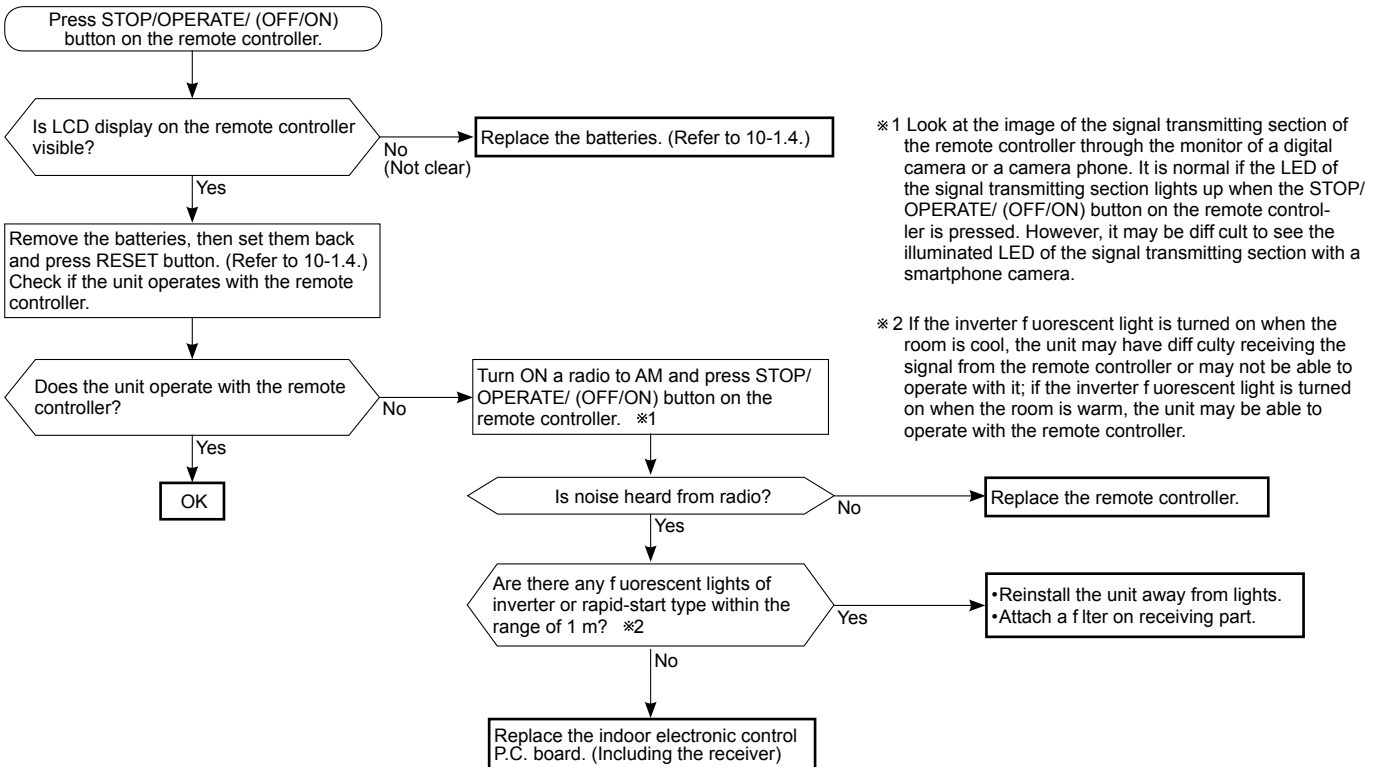 Press STOP/OPERATE/ (OFF/ON)
button on the remote controller.
Is LCD display on the remote controller
visible?
No
(Not clear)
Replace the batteries. (Refer to 10-1.4.)
Yes
Remove the batteries, then set them back
and press RESET button. (Refer to 10-1.4.)
Check if the unit operates with the remote
controller.
Does the unit operate with the remote
controller?
No
Yes
OK
Turn ON a radio to AM and press STOP/
OPERATE/ (OFF/ON) button on the
remote controller. ※1
Is noise heard from radio?
No
Replace the remote controller.
Yes
Are there any f uorescent lights of
inverter or rapid-start type within the
range of 1 m? ※2
Yes
•Reinstall the unit away from lights.
•Attach a f lter on receiving part.
No
Replace the indoor electronic control
P.C. board. (Including the receiver)
※1 Look at the image of the signal transmitting section of
the remote controller through the monitor of a digital
camera or a camera phone. It is normal if the LED of
the signal transmitting section lights up when the STOP/
OPERATE/ (OFF/ON) button on the remote control-
ler is pressed. However, it may be diff cult to see the
illuminated LED of the signal transmitting section with a
smartphone camera.
※2 If the inverter f uorescent light is turned on when the
room is cool, the unit may have diff culty receiving the
signal from the remote controller or may not be able to
operate with it; if the inverter f uorescent light is turned
on when the room is warm, the unit may be able to
operate with the remote controller.